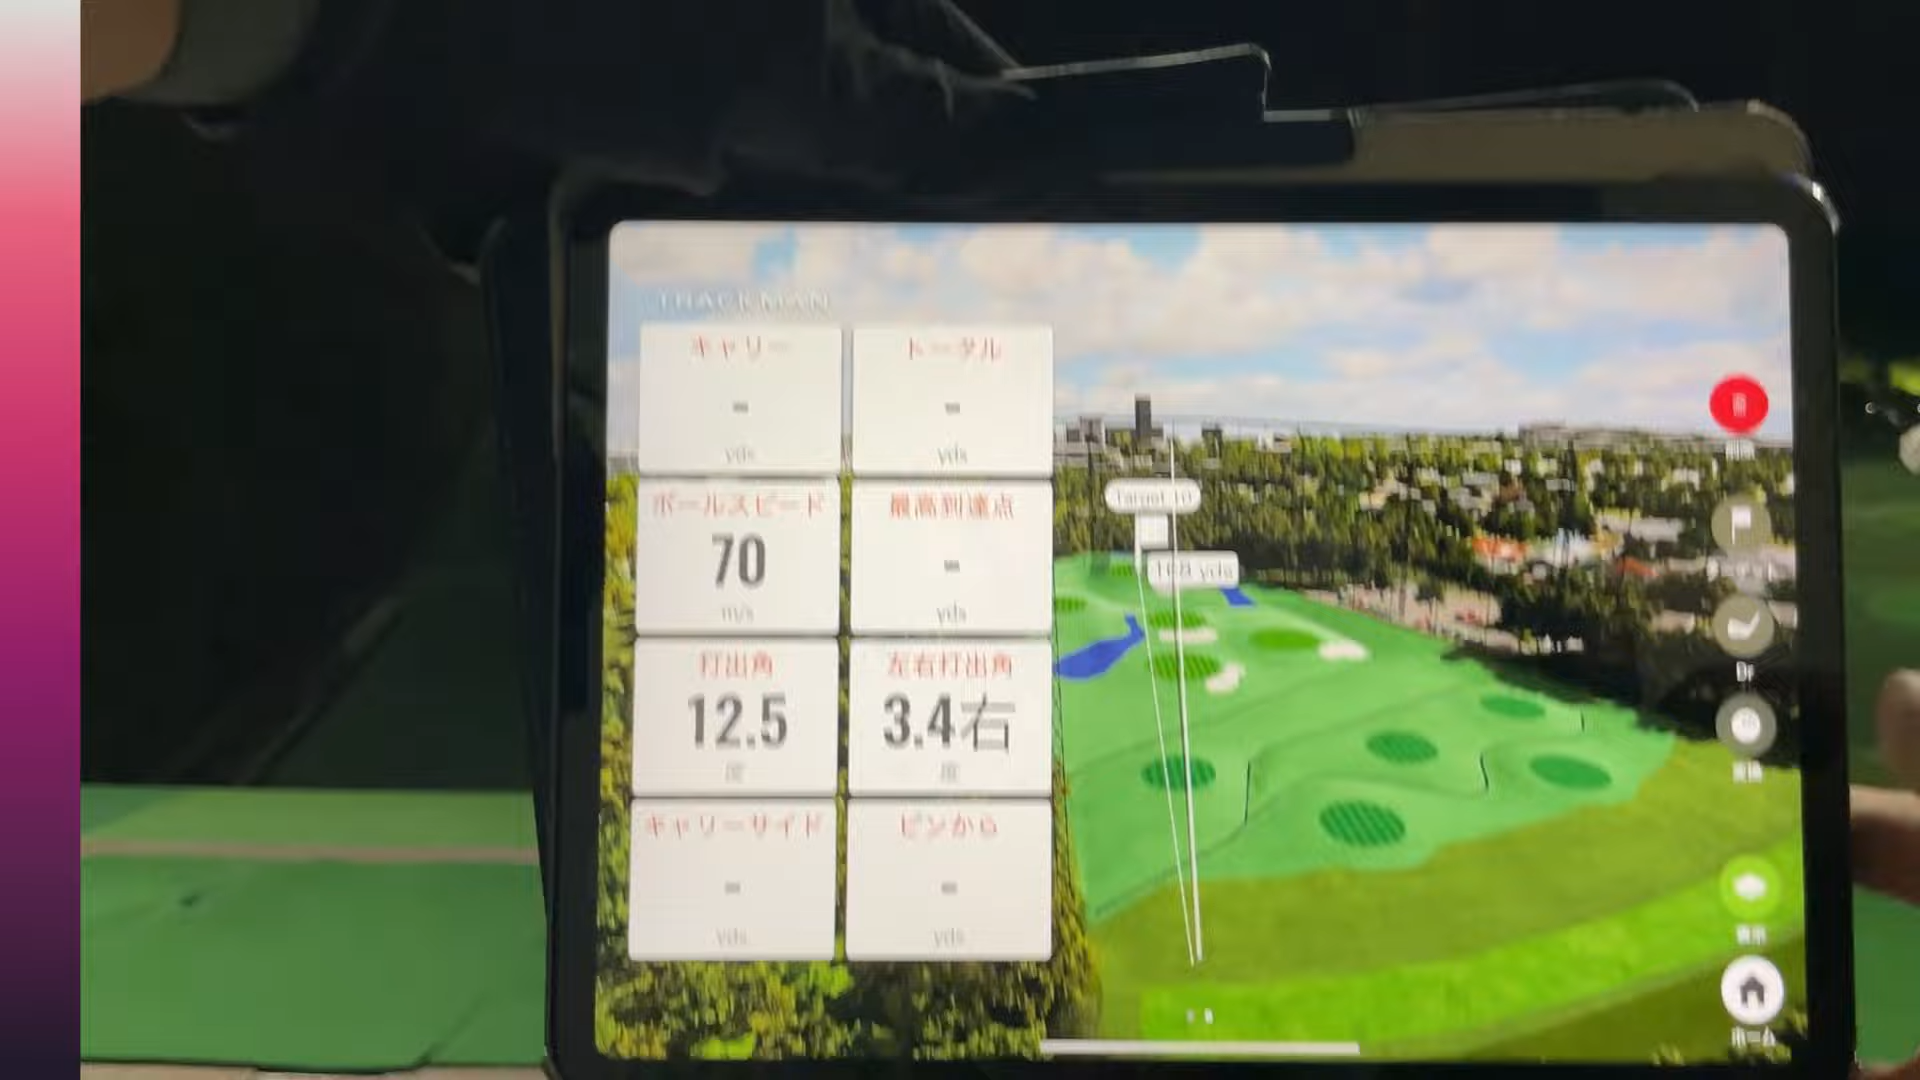 TRACKMAN
キャリー
-
yds
トータル
-
yds
ボールスピード
70
m/s
最高到達点
-
yds
打出角
12.5
度
左右打出角
3.4右
度
キャリーサイド
-
yds
ピンから
-
yds
Target 10
Dr
ホーム